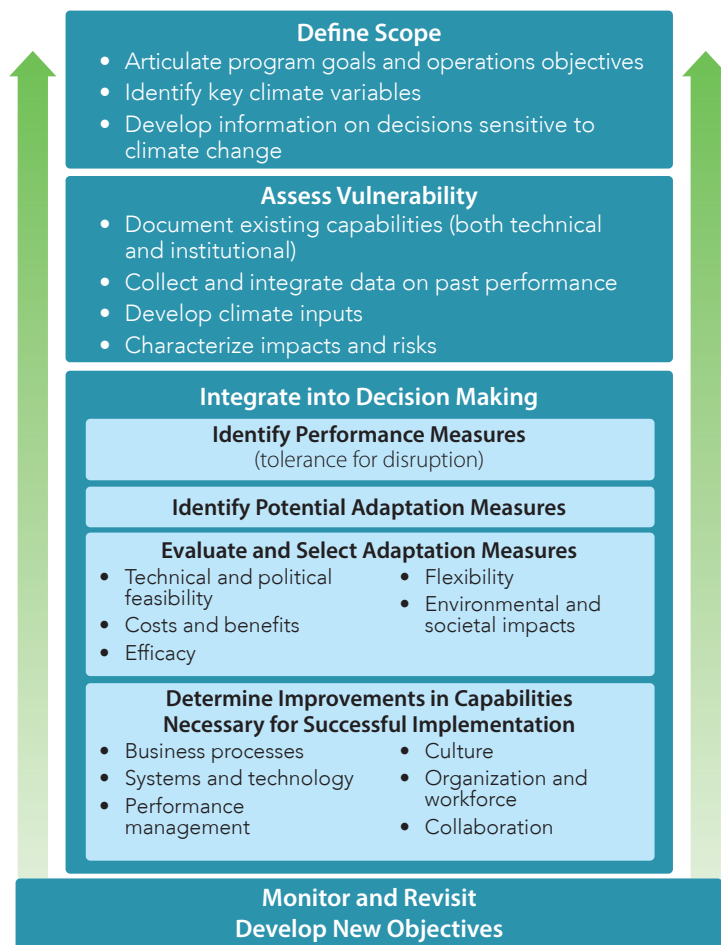 Define Scope
• Articulate program goals and operations objectives
• Identify key climate variables
• Develop information on decisions sensitive to
climate change
Assess Vulnerability
• Document existing capabilities (both technical
and institutional)
• Collect and integrate data on past performance
• Develop climate inputs
• Characterize impacts and risks
Integrate into Decision Making
Identify Performance Measures
(tolerance for disruption)
Identify Potential Adaptation Measures
Evaluate and Select Adaptation Measures
• Technical and political
feasibility
• Costs and benefits
• Efficacy
• Flexibility
• Environmental and
societal impacts
Determine Improvements in Capabilities
Necessary for Successful Implementation
• Business processes
• Systems and technology
• Performance
management
• Culture
• Organization and
workforce
• Collaboration
Monitor and Revisit
Develop New Objectives